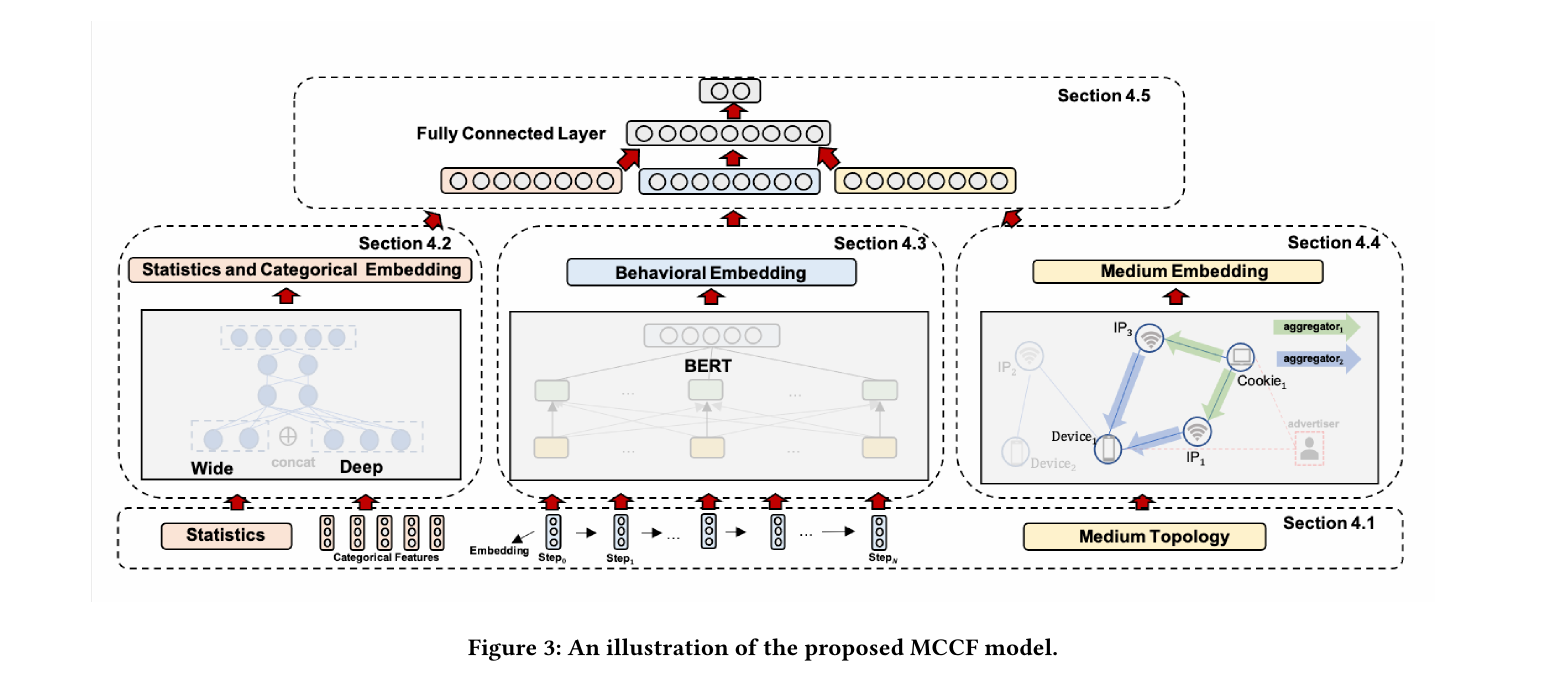 Section 4.5
Fully Connected Layer
Section 4.2
Statistics and Categorical Embedding
Wide
concat
Deep
Section 4.3
Behavioral Embedding
BERT
...
...
...
...
Section 4.4
Medium Embedding
IP3
aggregator1
aggregator2
IP2
Cookie1
advertiser
Device1
IP1
Device2
Section 4.1
Statistics
Categorical Features
Embedding
...
...
Step0
Step1
StepN
Medium Topology
Figure 3: An illustration of the proposed MCCF model.